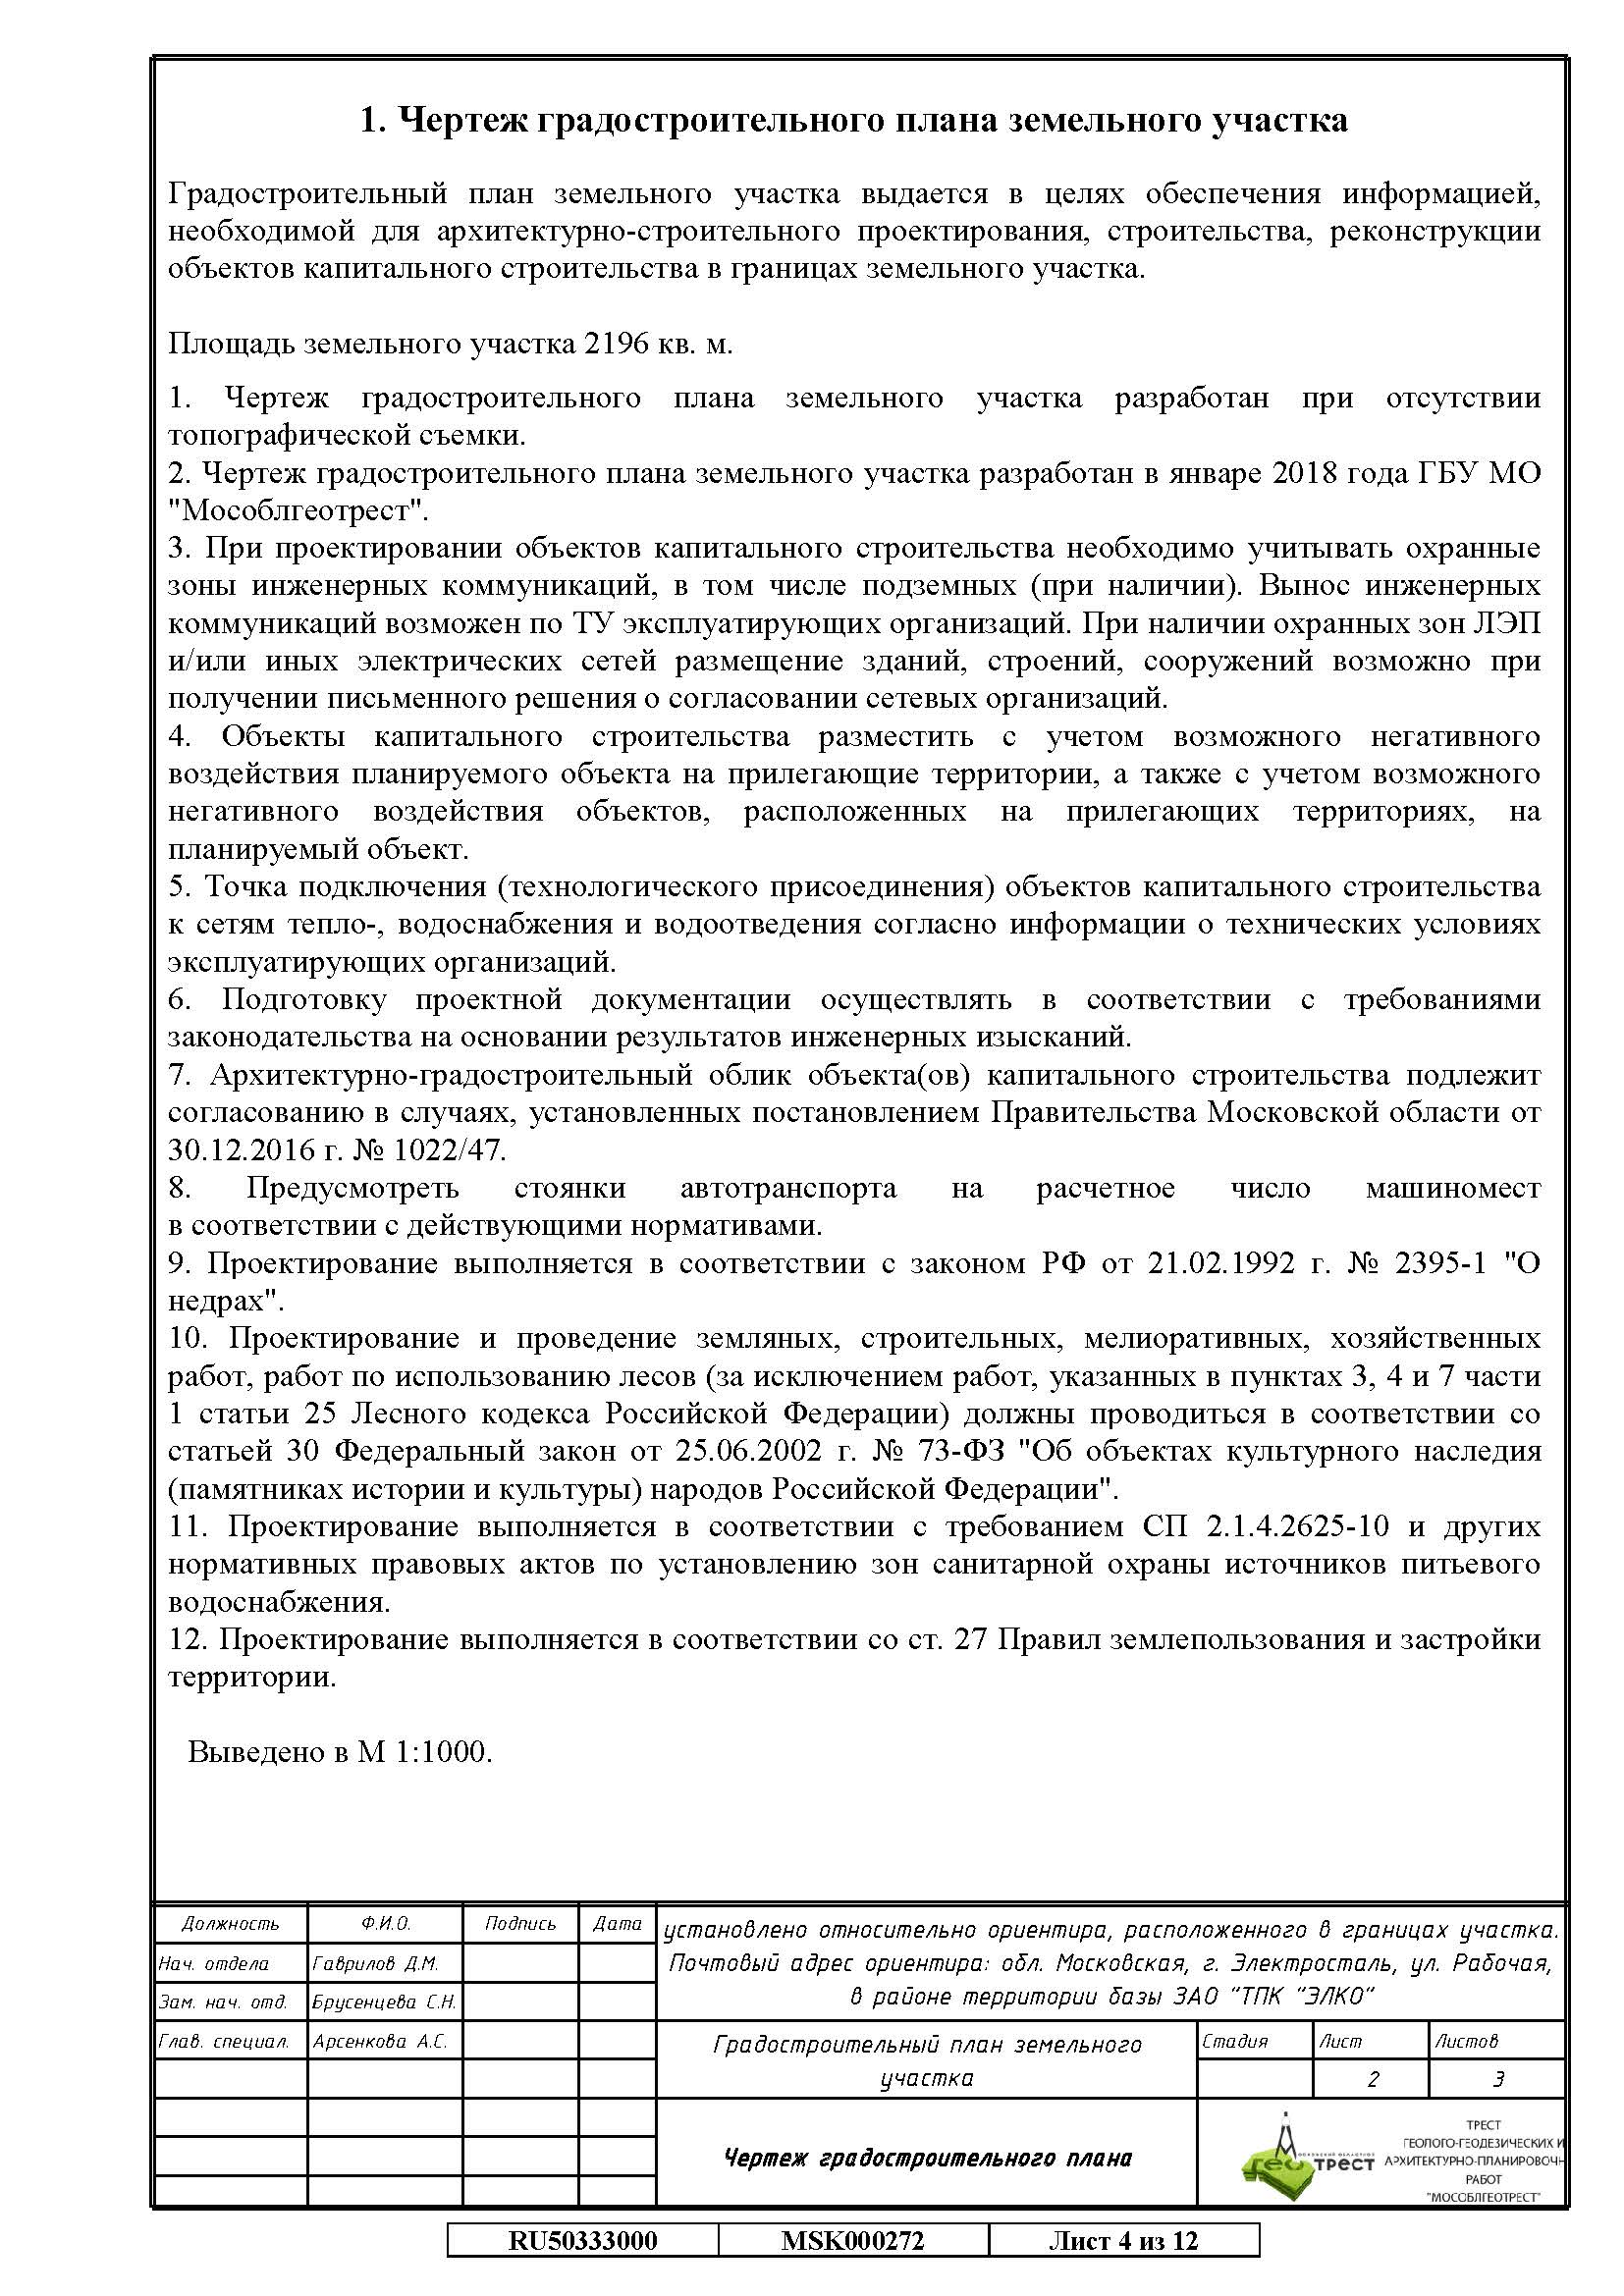 1. Чертеж градостроительного плана земельного участка
Градостроительный план земельного участка выдается в целях обеспечения информацией,
необходимой для архитектурно-строительного проектирования, строительства, реконструкции
объектов капитального строительства в границах земельного участка.
Площадь земельного участка 2196 кв. м.
1. Чертеж градостроительного плана земельного участка разработан при отсутствии
топографической съемки.
2. Чертеж градостроительного плана земельного участка разработан в январе 2018 года ГБУ МО
"Мособлгеотрест".
3. При проектировании объектов капитального строительства необходимо учитывать охранные
зоны инженерных коммуникаций, в том числе подземных (при наличии). Вынос инженерных
коммуникаций возможен по ТУ эксплуатирующих организаций. При наличии охранных зон ЛЭП
и/или иных электрических сетей размещение зданий, строений, сооружений возможно при
получении письменного решения о согласовании сетевых организаций.
4. Объекты капитального строительства разместить с учетом возможного негативного
воздействия планируемого объекта на прилегающие территории, а также с учетом возможного
негативного воздействия объектов, расположенных на прилегающих территориях, на
планируемый объект.
5. Точка подключения (технологического присоединения) объектов капитального строительства
к сетям тепло-, водоснабжения и водоотведения согласно информации о технических условиях
эксплуатирующих организаций.
6. Подготовку проектной документации осуществлять в соответствии с требованиями
законодательства на основании результатов инженерных изысканий.
7. Архитектурно-градостроительный облик объекта(ов) капитального строительства подлежит
согласованию в случаях, установленных постановлением Правительства Московской области от
30.12.2016 г. № 1022/47.
8. Предусмотреть стоянки автотранспорта на расчетное число машиномест
в соответствии с действующими нормативами.
9. Проектирование выполняется в соответствии с законом РФ от 21.02.1992 г. № 2395-1 "О
недрах".
10. Проектирование и проведение земляных, строительных, мелиоративных, хозяйственных
работ, работ по использованию лесов (за исключением работ, указанных в пунктах 3, 4 и 7 части
1 статьи 25 Лесного кодекса Российской Федерации) должны проводиться в соответствии со
статьей 30 Федеральный закон от 25.06.2002 г. № 73-ФЗ "Об объектах культурного наследия
(памятниках истории и культуры) народов Российской Федерации".
11. Проектирование выполняется в соответствии с требованием СП 2.1.4.2625-10 и других
нормативных правовых актов по установлению зон санитарной охраны источников питьевого
водоснабжения.
12. Проектирование выполняется в соответствии со ст. 27 Правил землепользования и застройки
территории.
Выведено в М 1:1000.
Должность Ф.И.О. Подпись Дата
Нач. отдела Гаврилов Д.М.
Зам. нач. отд. Брусенцева С.Н.
Глав. специал. Арсенкова А.С.
установлено относительно ориентира, расположенного в границах участка.
Почтовый адрес ориентира: обл. Московская, г. Электросталь, ул. Рабочая,
в районе территории базы ЗАО "ТПК "ЭЛКО"
Градостроительный план земельного
участка
Стадия Лист Листов
2 3
Чертеж градостроительного плана
МОСКОВСКИЙ ОБЛАСТНОЙ
ГЕО ТРЕСТ
ТРЕСТ
ГЕОЛОГО-ГЕОДЕЗИЧЕСКИХ И
АРХИТЕКТУРНО-ПЛАНИРОВОЧН
РАБОТ
"МОСОБЛГЕОТРЕСТ"
RU50333000 MSK000272 Лист 4 из 12